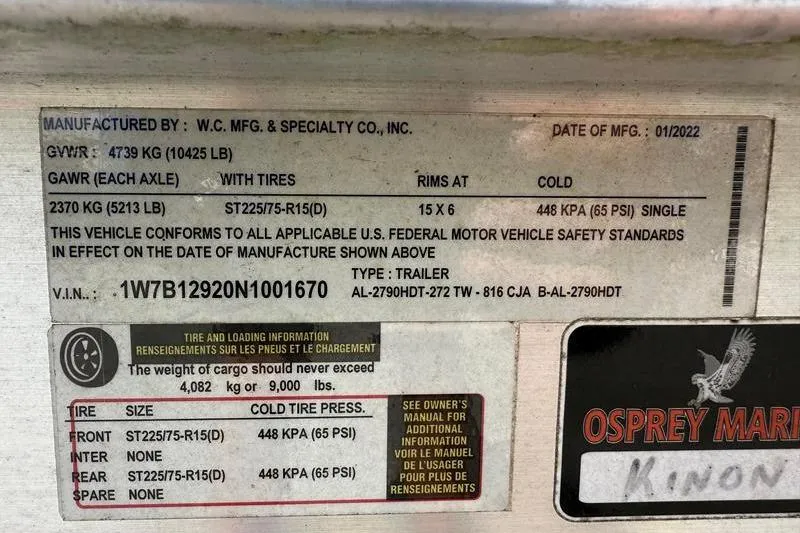 MANUFACTURED BY : W.C. MFG. & SPECIALTY CO., INC. DATE OF MFG. : 01/2022
GVWR : 4739 KG (10425 LB)
GAWR (EACH AXLE) WITH TIRES RIMS AT COLD
2370 KG (5213 LB) ST225/75-R15(D) 15 X 6 448 KPA (65 PSI) SINGLE
THIS VEHICLE CONFORMS TO ALL APPLICABLE U.S. FEDERAL MOTOR VEHICLE SAFETY STANDARDS
IN EFFECT ON THE DATE OF MANUFACTURE SHOWN ABOVE
TYPE : TRAILER
V.I.N.. : 1W7B12920N1001670 AL-2790HDT-272 TW - 816 CJA B-AL-2790HDT
TIRE AND LOADING INFORMATION
RENSEIGNEMENTS SUR LES PNEUS ET LE CHARGEMENT
The weight of cargo should never exceed
4,082 kg or 9,000 lbs.
TIRE SIZE COLD TIRE PRESS.
FRONT ST225/75-R15(D) 448 KPA (65 PSI)
INTER NONE
REAR ST225/75-R15(D) 448 KPA (65 PSI)
SPARE NONE
SEE OWNER'S
MANUAL FOR
ADDITIONAL
INFORMATION
VOIR LE MANUEL
DE L'USAGER
POUR PLUS DE
RENSEIGNEMENTS
OSPREY MARI
KINON